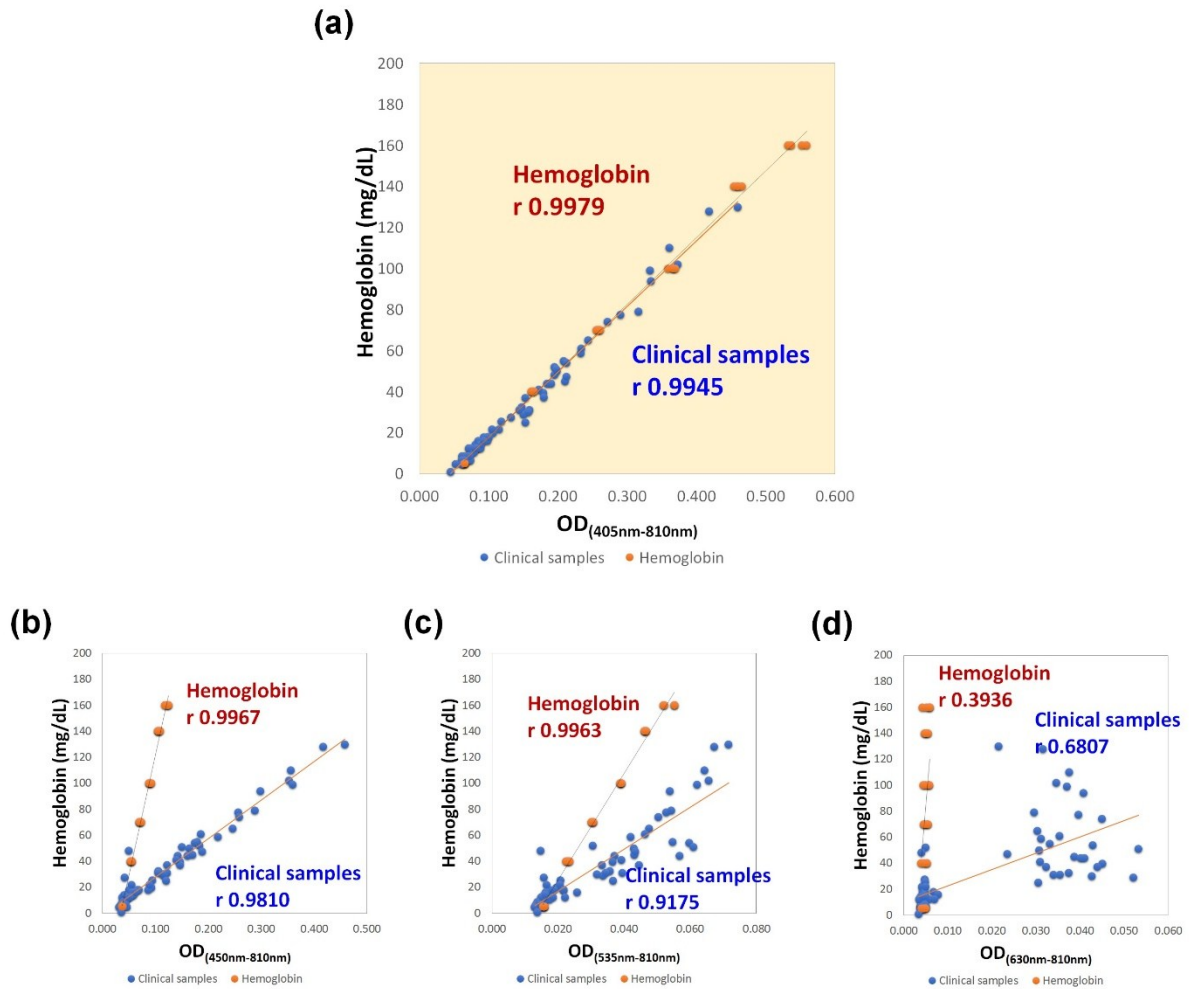 (a)
200
180
160
140
120
100
80
60
40
20
0
Hemoglobin (mg/dL)
Hemoglobin
r 0.9979
Clinical samples
r 0.9945
0.000 0.100 0.200 0.300 0.400 0.500 0.600
OD(405nm-810nm)
Clinical samples Hemoglobin
(b)
200
180
160
140
120
100
80
60
40
20
0
Hemoglobin (mg/dL)
Hemoglobin
r 0.9967
Clinical samples
r 0.9810
0.000 0.100 0.200 0.300 0.400 0.500
OD(450nm-810nm)
Clinical samples Hemoglobin
(c)
200
180
160
140
120
100
80
60
40
20
0
Hemoglobin (mg/dL)
Hemoglobin
r 0.9963
Clinical samples
r 0.9175
0.000 0.020 0.040 0.060 0.080
OD(535nm-810nm)
Clinical samples Hemoglobin
(d)
200
180
160
140
120
100
80
60
40
20
0
Hemoglobin (mg/dL)
Hemoglobin
r 0.3936
Clinical samples
r 0.6807
0.000 0.010 0.020 0.030 0.040 0.050 0.060
OD(630nm-810nm)
Clinical samples Hemoglobin